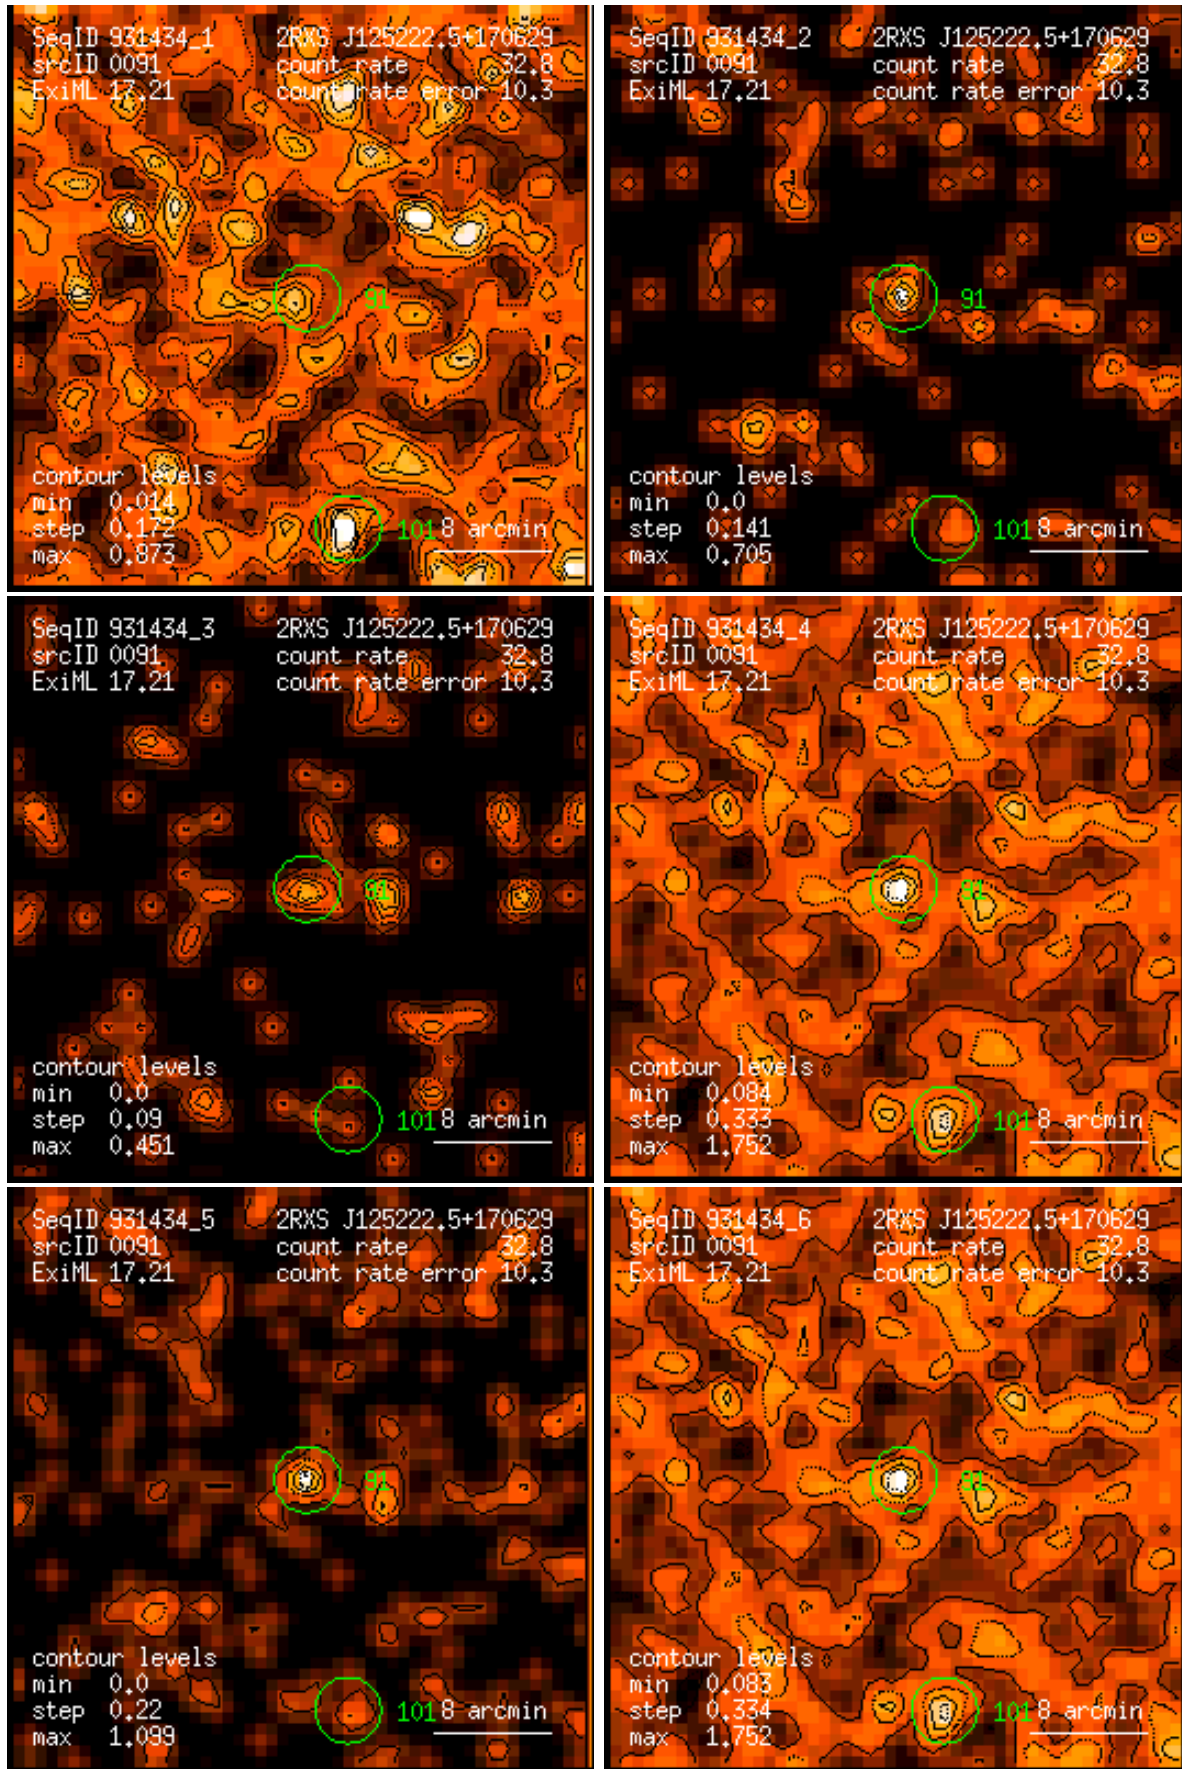 SeqID 931434_1 2RXS J125222.5+170629
srcID 0091 count rate 32.8
ExiML 17.21 count rate error 10.3
91
contour levels
min 0.014
step 0.172 101 8 arcmin
max 0.873
SeqID 931434_2 2RXS J125222.5+170629
srcID 0091 count rate 32.8
ExiML 17.21 count rate error 10.3
91
contour levels
min 0.0
step 0.141 101 8 arcmin
max 0.705
SeqID 931434_3 2RXS J125222.5+170629
srcID 0091 count rate 32.8
ExiML 17.21 count rate error 10.3
91
contour levels
min 0.0
step 0.09 101 8 arcmin
max 0.451
SeqID 931434_4 2RXS J125222.5+170629
srcID 0091 count rate 32.8
ExiML 17.21 count rate error 10.3
91
contour levels
min 0.084
step 0.333 101 8 arcmin
max 1.752
SeqID 931434_5 2RXS J125222.5+170629
srcID 0091 count rate 32.8
ExiML 17.21 count rate error 10.3
91
contour levels
min 0.0
step 0.22 101 8 arcmin
max 1.099
SeqID 931434_6 2RXS J125222.5+170629
srcID 0091 count rate 32.8
ExiML 17.21 count rate error 10.3
91
contour levels
min 0.083
step 0.334 101 8 arcmin
max 1.752